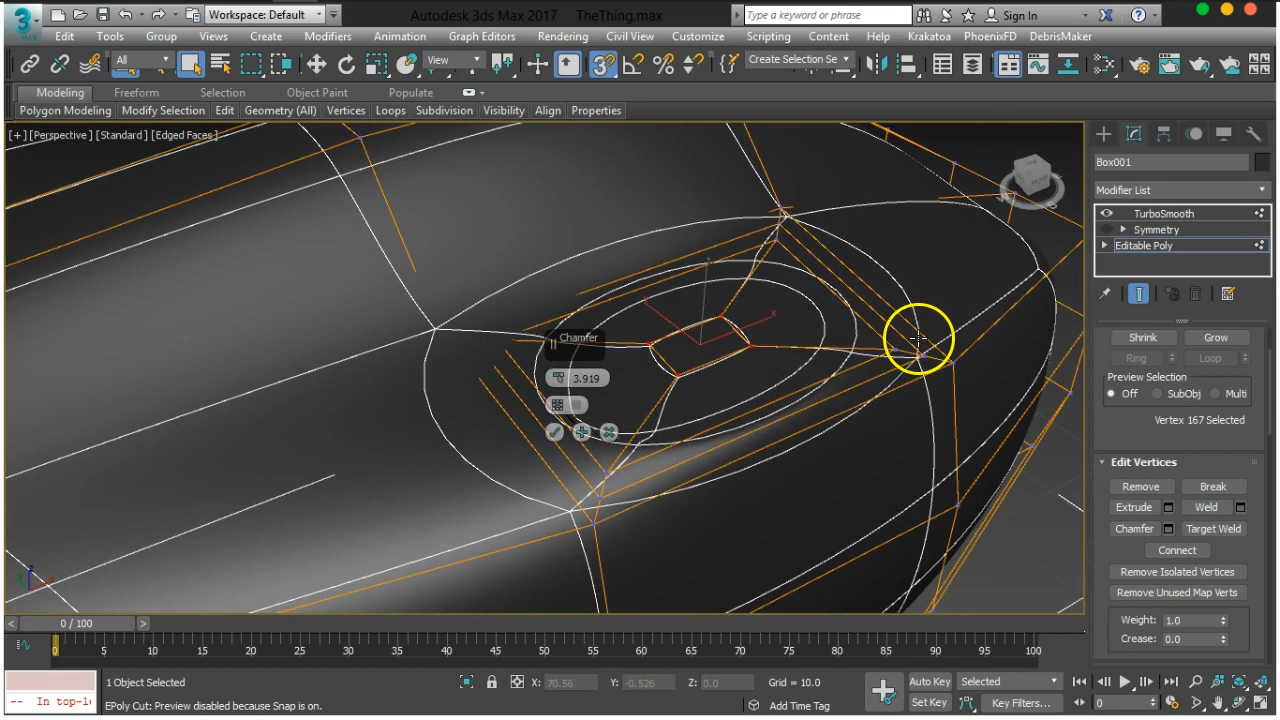 3
MAX
Workspace: Default
Autodesk 3ds Max 2017 TheThing.max
Type a keyword or phrase
Sign In
Edit Tools Group Views Create Modifiers Animation Graph Editors Rendering Civil View Customize Scripting Content Help Krakatoa PhoenixFD DebrisMaker
All
View
3
Create Selection Se
Modeling Freeform Selection Object Paint Populate
Polygon Modeling Modify Selection Edit Geometry (All) Vertices Loops Subdivision Visibility Align Properties
[+] [Perspective] [Standard] [Edged Faces]
z
x
Chamfer
3.919
Box001
Modifier List
TurboSmooth
Symmetry
Editable Poly
Shrink Grow
Ring Loop
Preview Selection
Off SubObj Multi
Vertex 167 Selected
Edit Vertices
Remove Break
Extrude Weld
Chamfer Target Weld
Connect
Remove Isolated Vertices
Remove Unused Map Verts
Weight: 1.0
Crease: 0.0
< 0 / 100 >
0 5 10 15 20 25 30 35 40 45 50 55 60 65 70 75 80 85 90 95 100
1 Object Selected
X: 70.56 Y: -0.526 Z: 0.0 Grid = 10.0
Auto Key Selected
-- In top-le
EPoly Cut: Preview disabled because Snap is on.
Add Time Tag
Set Key Key Filters...
0